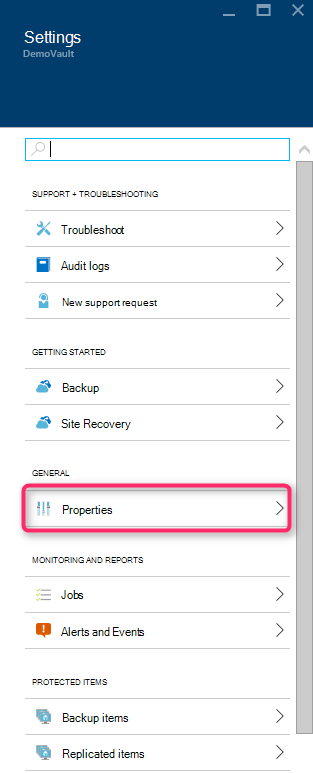 Settings
DemoVault
SUPPORT + TROUBLESHOOTING
Troubleshoot
Audit logs
New support request
GETTING STARTED
Backup
Site Recovery
GENERAL
Properties
MONITORING AND REPORTS
Jobs
Alerts and Events
PROTECTED ITEMS
Backup items
Replicated items